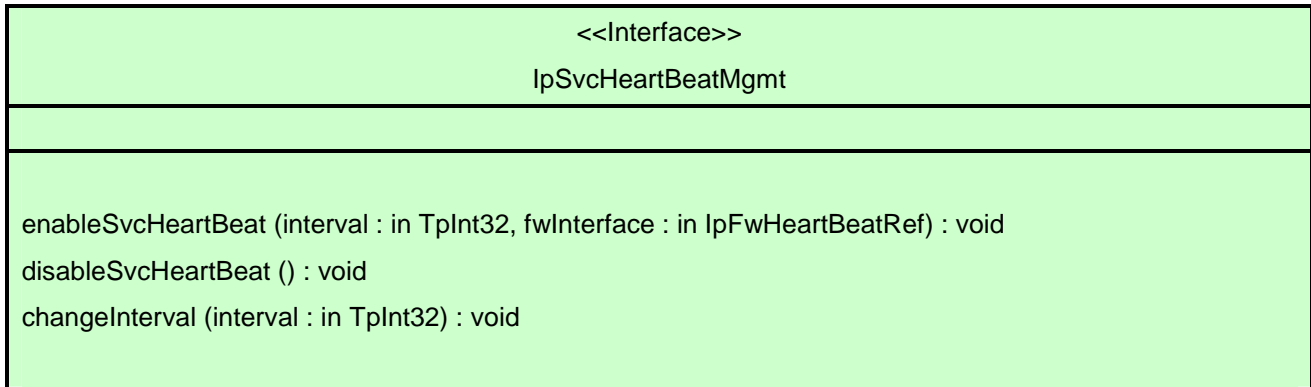 <<Interface>>
IpSvcHeartBeatMgmt
enableSvcHeartBeat (interval : in TpInt32, fwInterface : in IpFwHeartBeatRef) : void
disableSvcHeartBeat () : void
changeInterval (interval : in TpInt32) : void